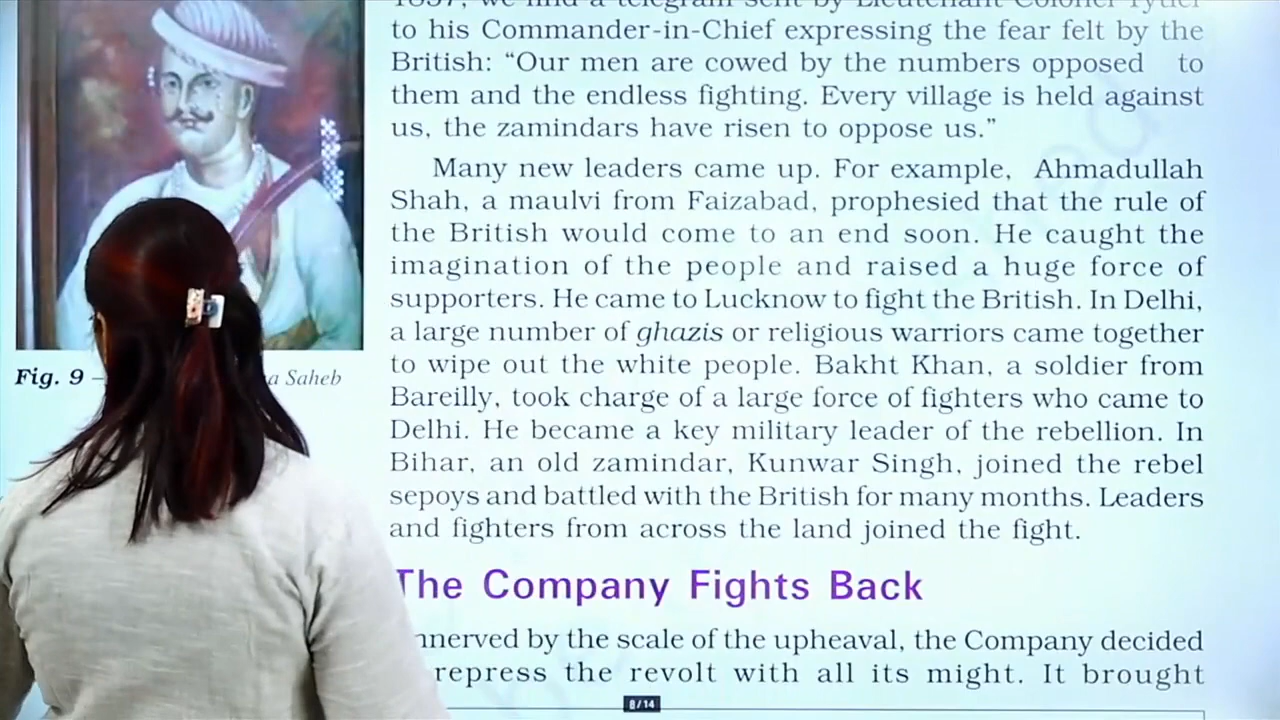 to his Commander-in-Chief expressing the fear felt by the
British: “Our men are cowed by the numbers opposed to
them and the endless fighting. Every village is held against
us, the zamindars have risen to oppose us.”
Many new leaders came up. For example, Ahmadullah
Shah, a maulvi from Faizabad, prophesied that the rule of
the British would come to an end soon. He caught the
imagination of the people and raised a huge force of
supporters. He came to Lucknow to fight the British. In Delhi,
a large number of ghazis or religious warriors came together
to wipe out the white people. Bakht Khan, a soldier from
Bareilly, took charge of a large force of fighters who came to
Delhi. He became a key military leader of the rebellion. In
Bihar, an old zamindar, Kunwar Singh, joined the rebel
sepoys and battled with the British for many months. Leaders
and fighters from across the land joined the fight.
Fig. 9 – Saheb
The Company Fights Back
by the scale of the upheaval, the Company decided
repress the revolt with all its might. It brought
8/14